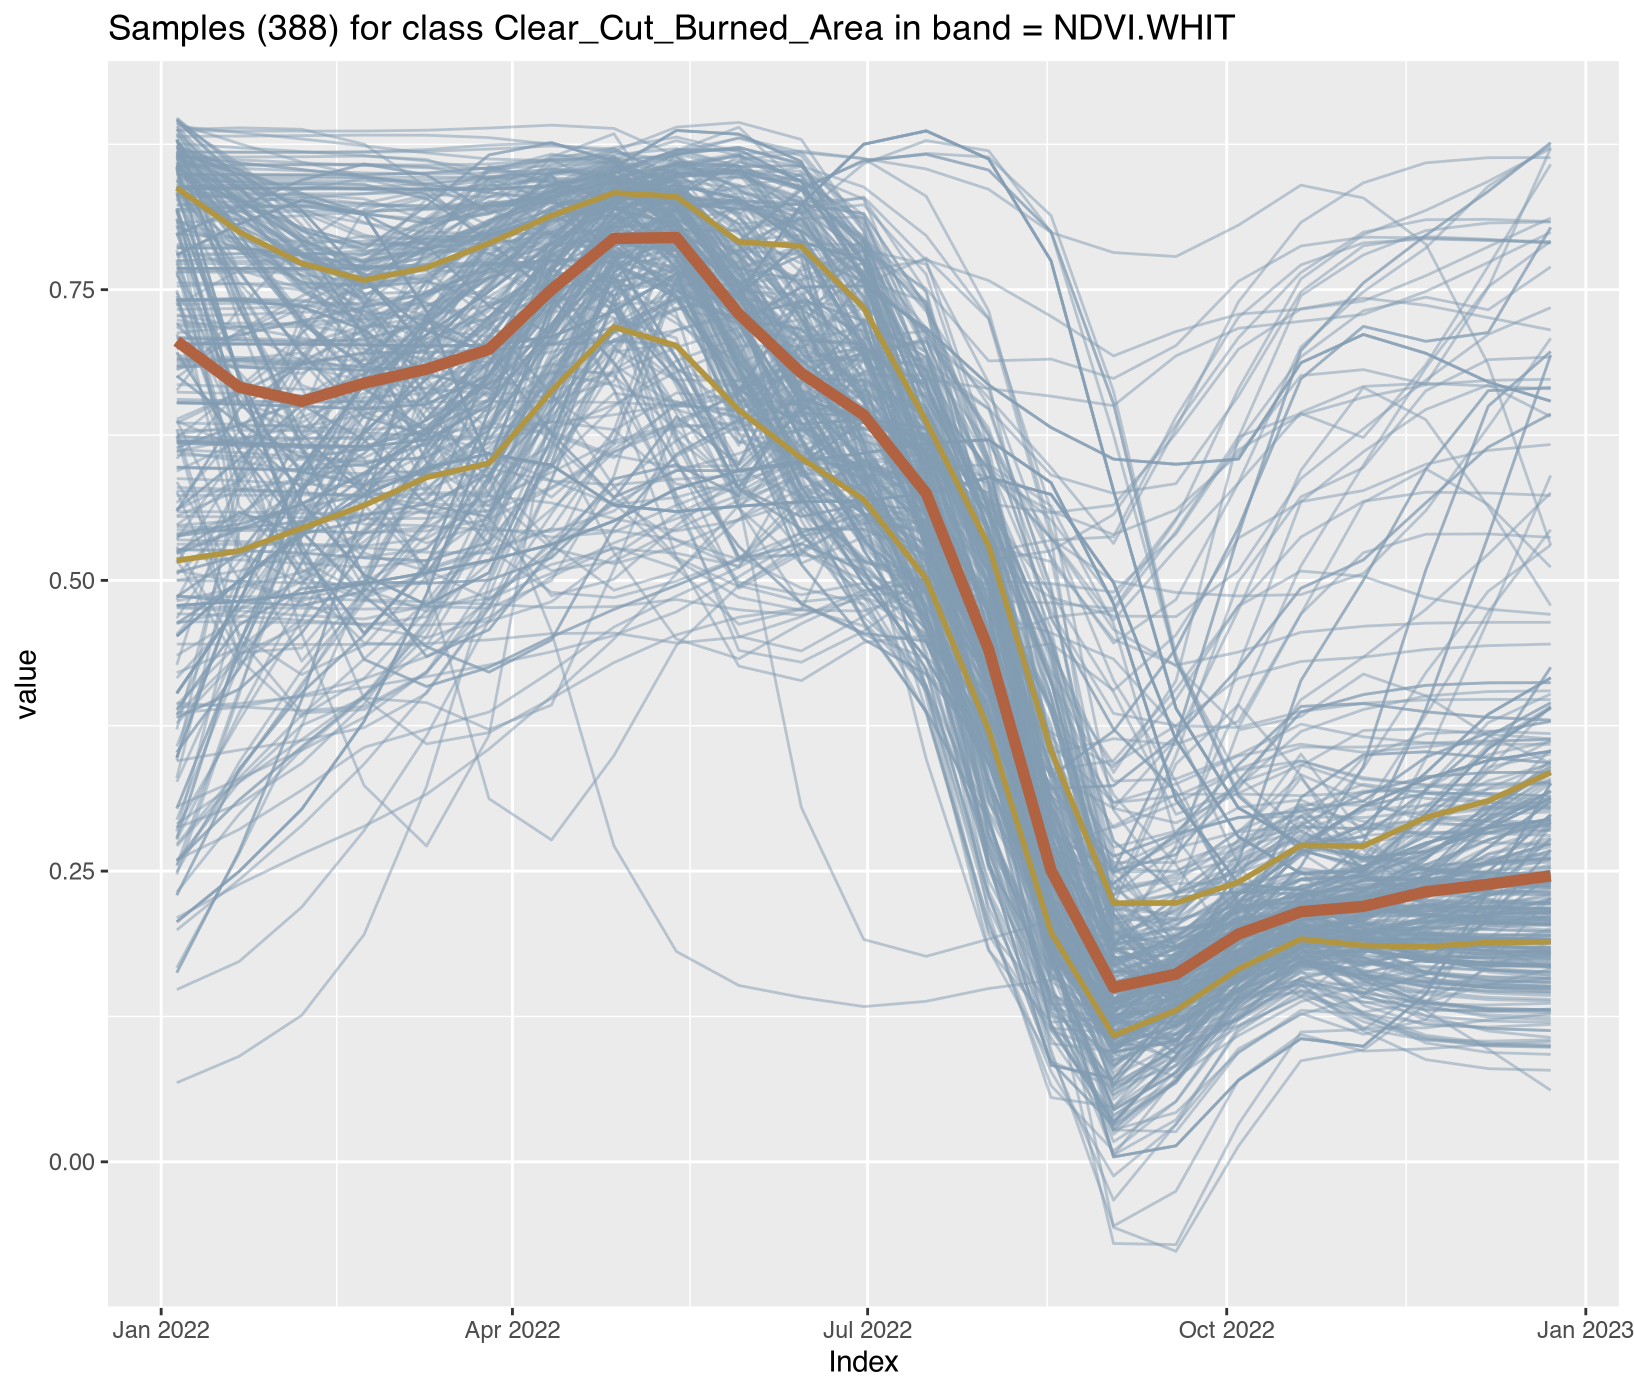 Samples (388) for class Clear_Cut_Burned_Area in band = NDVI.WHIT
0.75
0.50
0.25
0.00
value
Jan 2022 Apr 2022 Jul 2022 Oct 2022 Jan 2023
Index